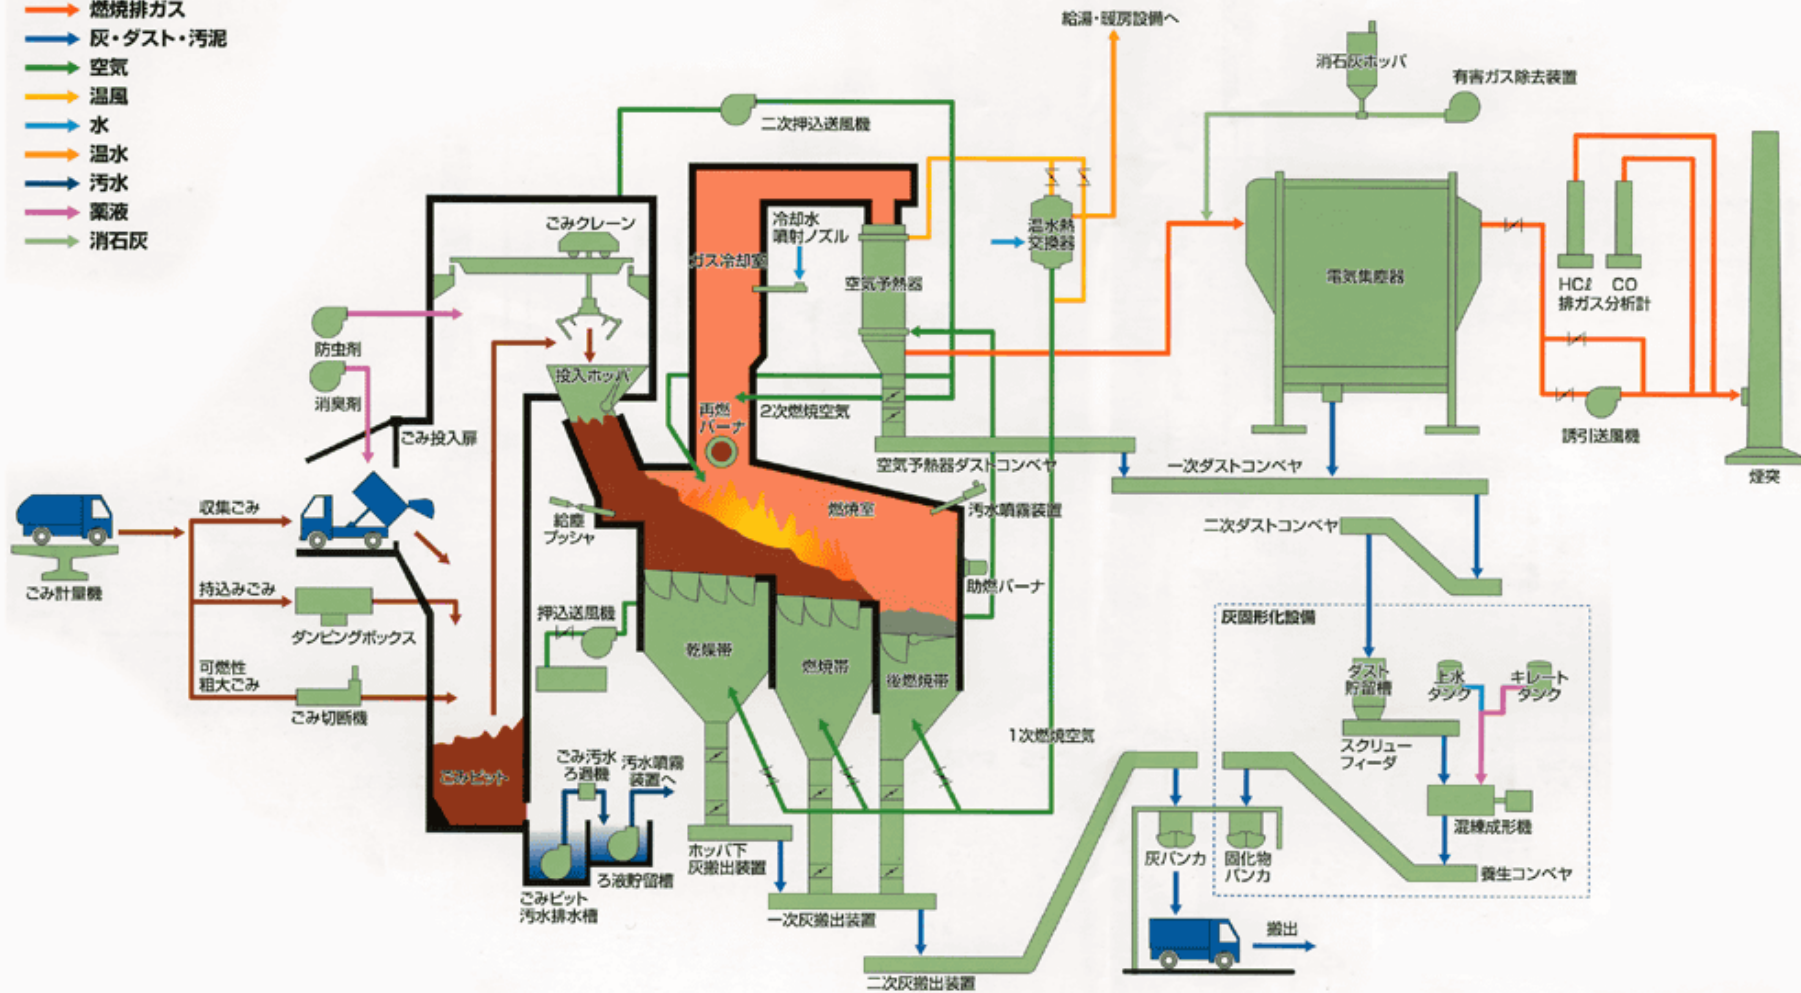 燃焼排ガス
灰・ダスト・汚泥
空気
温風
水
温水
汚水
薬液
消石灰
給湯・暖房設備へ
消石灰ホッパ
有害ガス除去装置
二次押込送風機
ごみクレーン
冷却水
噴射ノズル
ガス冷却室
空気予熱器
温水熱
交換器
電気集塵器
HCℓ
排ガス
CO
分析計
防虫剤
消臭剤
投入ホッパ
再燃
バーナ
2次燃焼空気
ごみ投入扉
空気予熱器ダストコンベヤ
一次ダストコンベヤ
誘引送風機
煙突
収集ごみ
給塵
プッシャ
燃焼室
汚水噴霧装置
二次ダストコンベヤ
ごみ計量機
持込みごみ
ダンピングボックス
押込送風機
助燃バーナ
灰固形化設備
可燃性
粗大ごみ
ごみ切断機
乾燥帯
燃焼帯
後燃焼帯
ダスト
貯留槽
上水
タンク
キレート
タンク
1次燃焼空気
スクリュー
フィーダ
ごみピット
ごみ汚水
ろ過機
汚水噴霧
装置へ
混練成形機
ホッパ下
灰搬出装置
灰バンカ
固化物
バンカ
養生コンベヤ
ろ液貯留槽
ごみピット
汚水排水槽
一次灰搬出装置
搬出
二次灰搬出装置